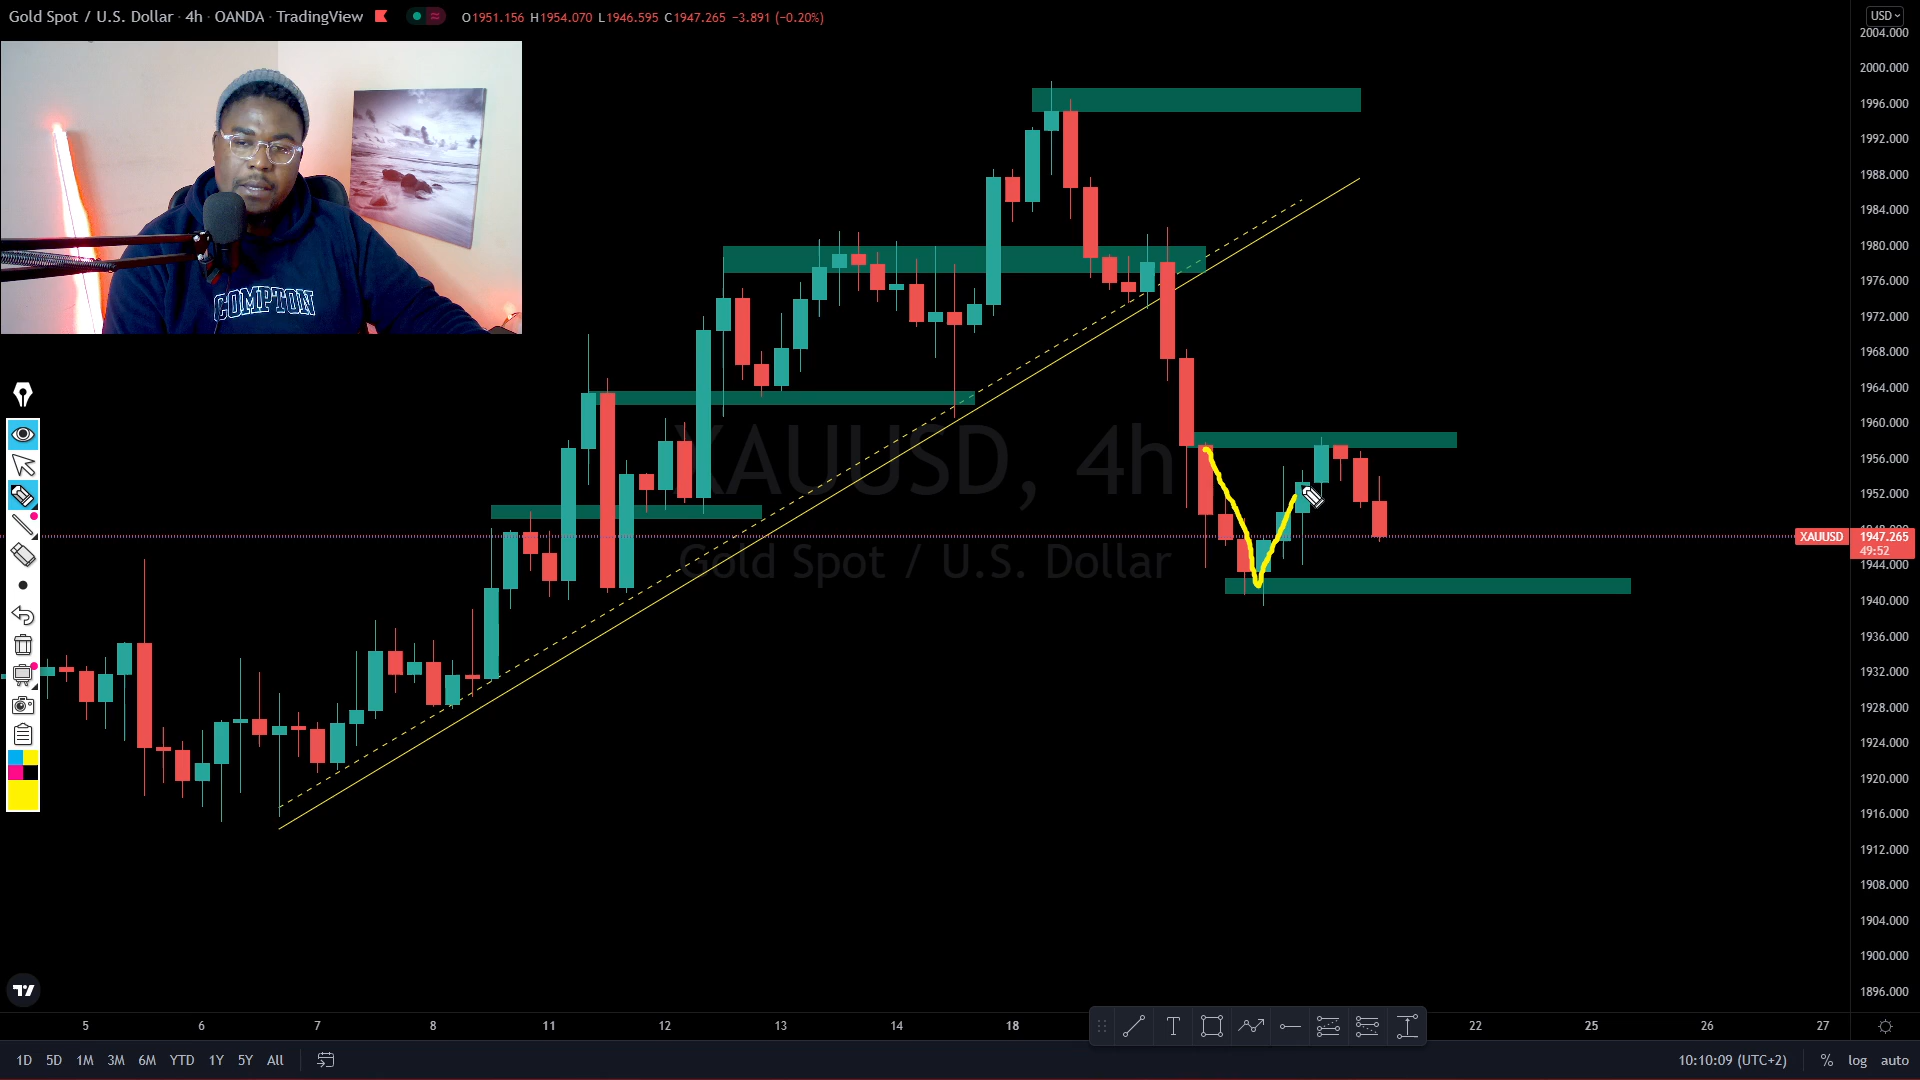 Gold Spot / U.S. Dollar · 4h · OANDA · TradingView
O1951.156 H1954.070 L1946.595 C1947.265 −3.891 (−0.20%)
USD
2004.000
2000.000
1996.000
1992.000
1988.000
1984.000
1980.000
1976.000
1972.000
1968.000
1964.000
1960.000
1956.000
1952.000
XAUUSD
1947.265
49:52
1944.000
1940.000
1936.000
1932.000
1928.000
1924.000
1920.000
1916.000
1912.000
1908.000
1904.000
1900.000
1896.000
COMPTON
XAUUSD, 4h
Gold Spot / U.S. Dollar
5 6 7 8 11 12 13 14 18 22 25 26 27
1D 5D 1M 3M 6M YTD 1Y 5Y All
10:10:09 (UTC+2) % log auto